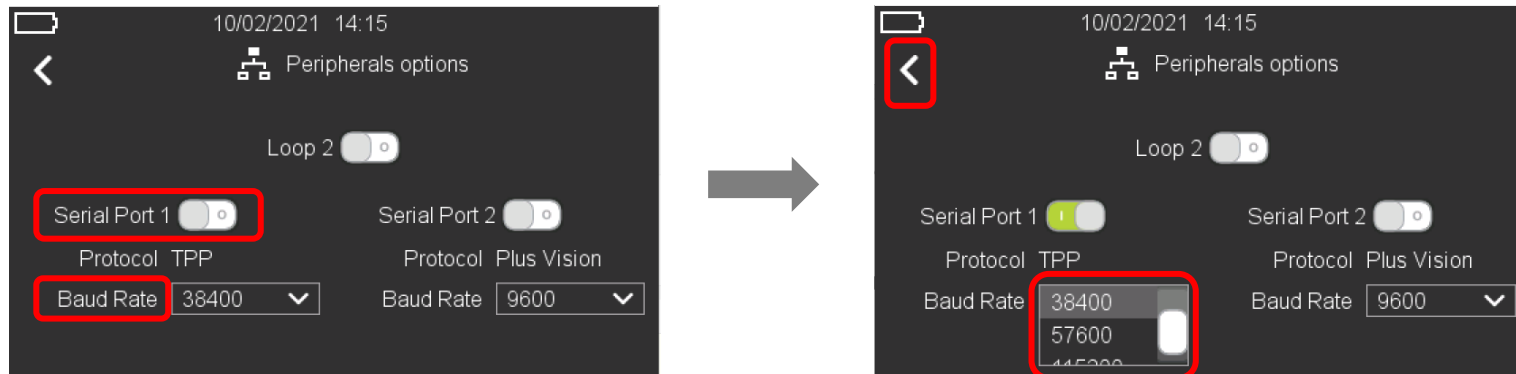 10/02/2021 14:15
Peripherals options
Loop 2
Serial Port 1 Serial Port 2
Protocol TPP Protocol Plus Vision
Baud Rate 38400 Baud Rate 9600
10/02/2021 14:15
Peripherals options
Loop 2
Serial Port 1 Serial Port 2
Protocol TPP Protocol Plus Vision
Baud Rate 38400 Baud Rate 9600
57600